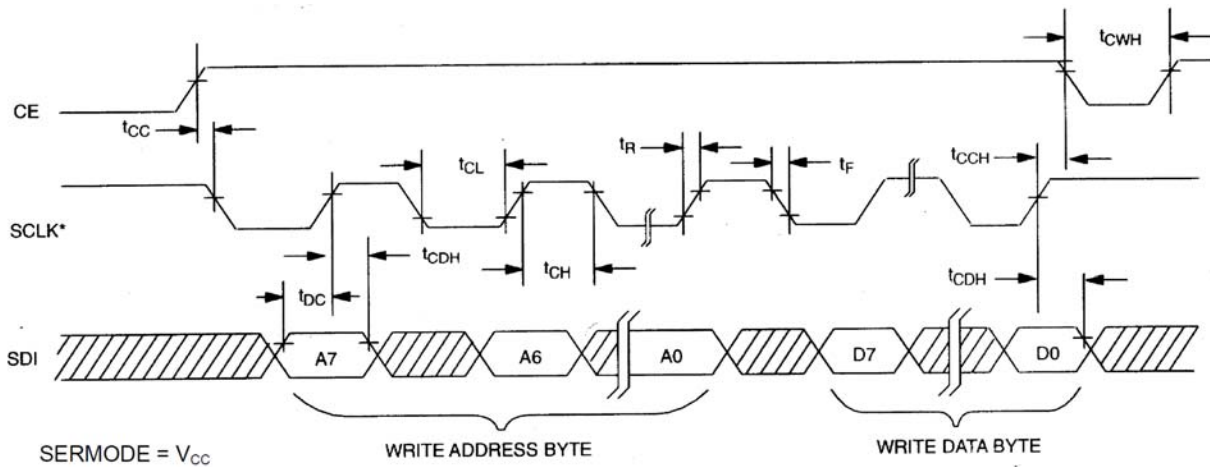 tCWH
CE
tCC
tCL
tR
tF
tCCH
SCLK*
tCDH
tCH
tCDH
tDC
SDI
A7
A6
A0
D7
D0
WRITE ADDRESS BYTE
WRITE DATA BYTE
SERMODE = VCC